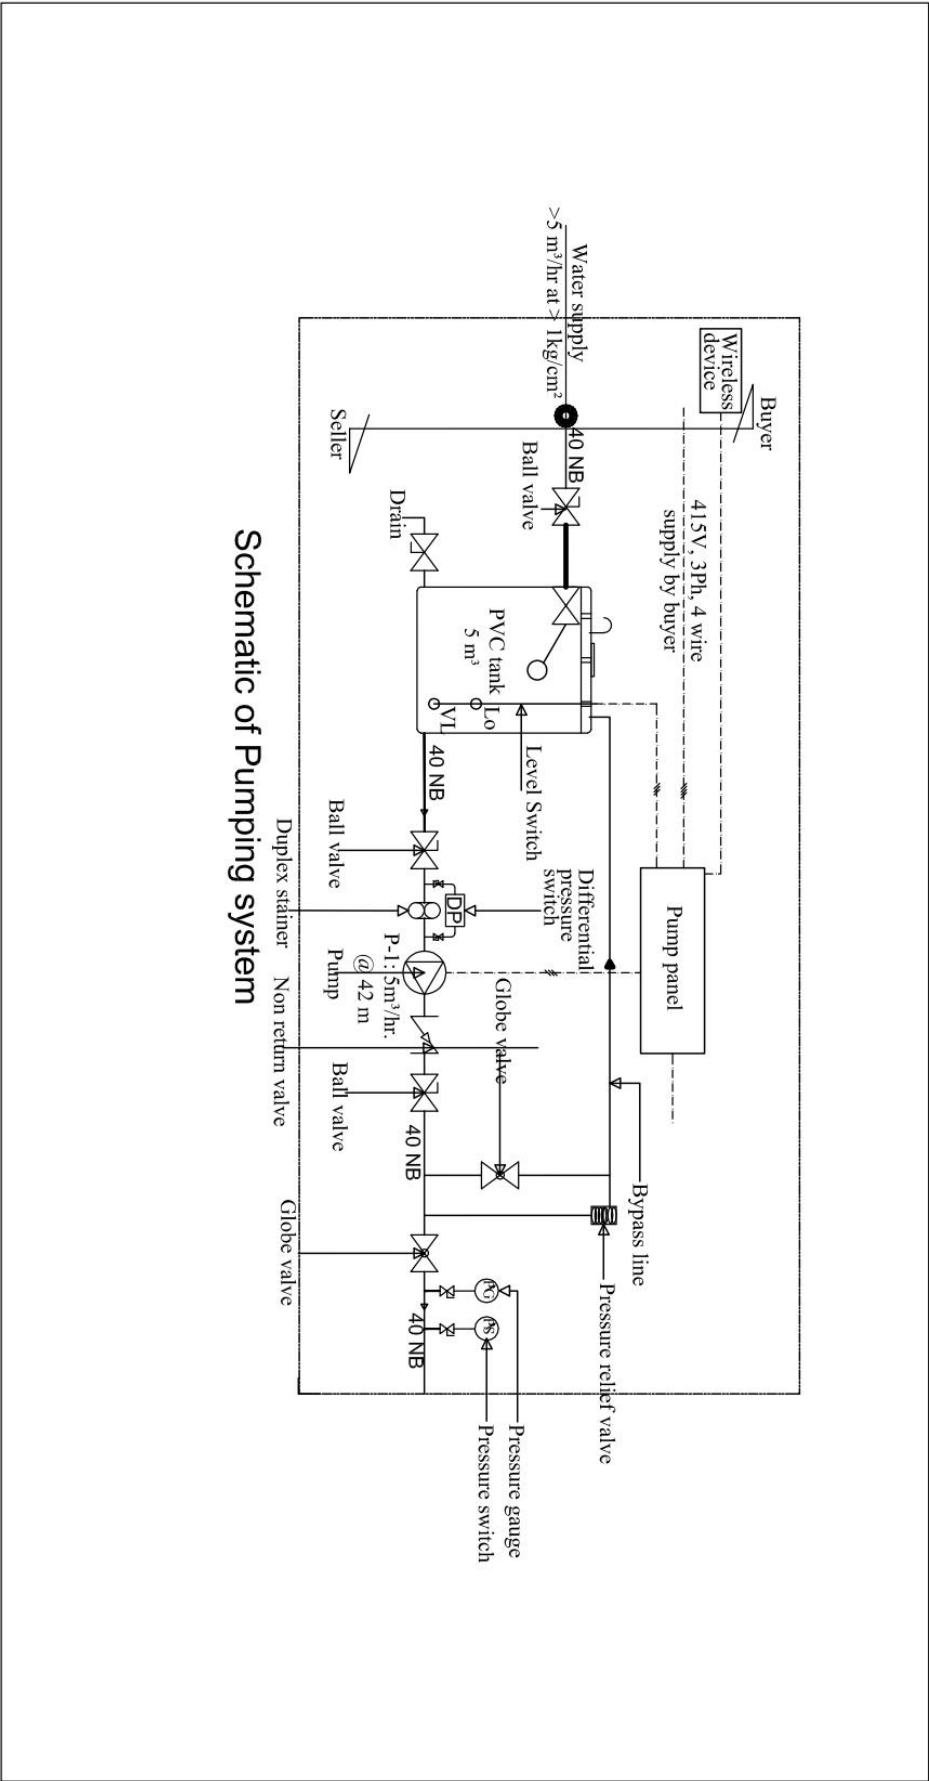 Wireless
device
Buyer
415V, 3Ph, 4 wire
supply by buyer
Pump panel
Water supply
>5 m³/hr at > 1kg/cm²
40 NB
Ball valve
Seller
Drain
PVC tank
5 m³
Lo
VL
Level Switch
40 NB
Ball valve
Differential
pressure
switch
DP
Duplex stainer
P-1: 5m³/hr.
@ 42 m
Pump
Non return valve
Globe valve
Ball valve
40 NB
Bypass line
Pressure relief valve
Globe valve
PG
PS
40 NB
Pressure gauge
Pressure switch
Schematic of Pumping system